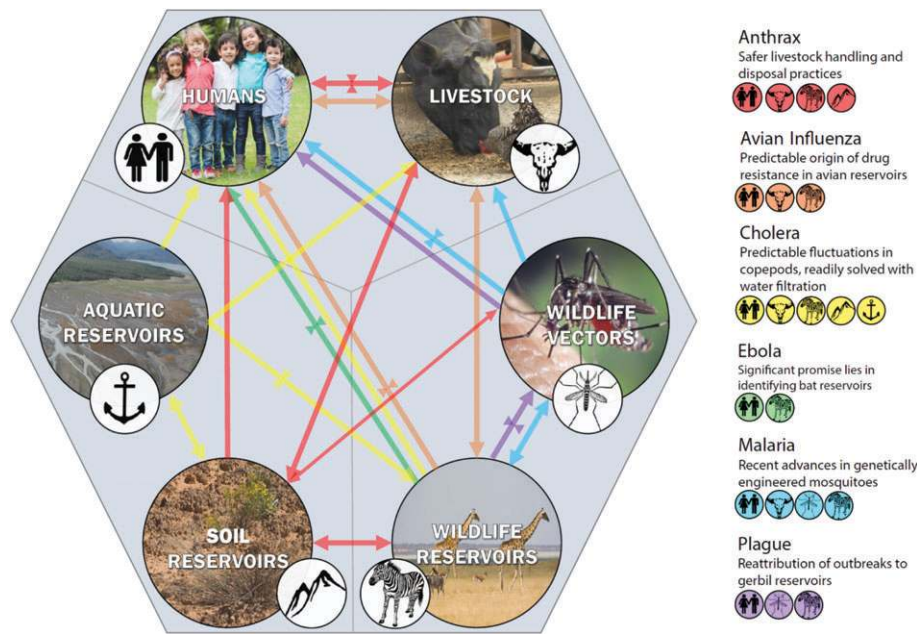 HUMANS
LIVESTOCK
AQUATIC
RESERVOIRS
WILDLIFE
VECTORS
SOIL
RESERVOIRS
WILDLIFE
RESERVOIRS
Anthrax
Safer livestock handling and
disposal practices
Avian Influenza
Predictable origin of drug
resistance in avian reservoirs
Cholera
Predictable fluctuations in
copepods, readily solved with
water filtration
Ebola
Significant promise lies in
identifying bat reservoirs
Malaria
Recent advances in genetically
engineered mosquitoes
Plague
Reattribution of outbreaks to
gerbil reservoirs